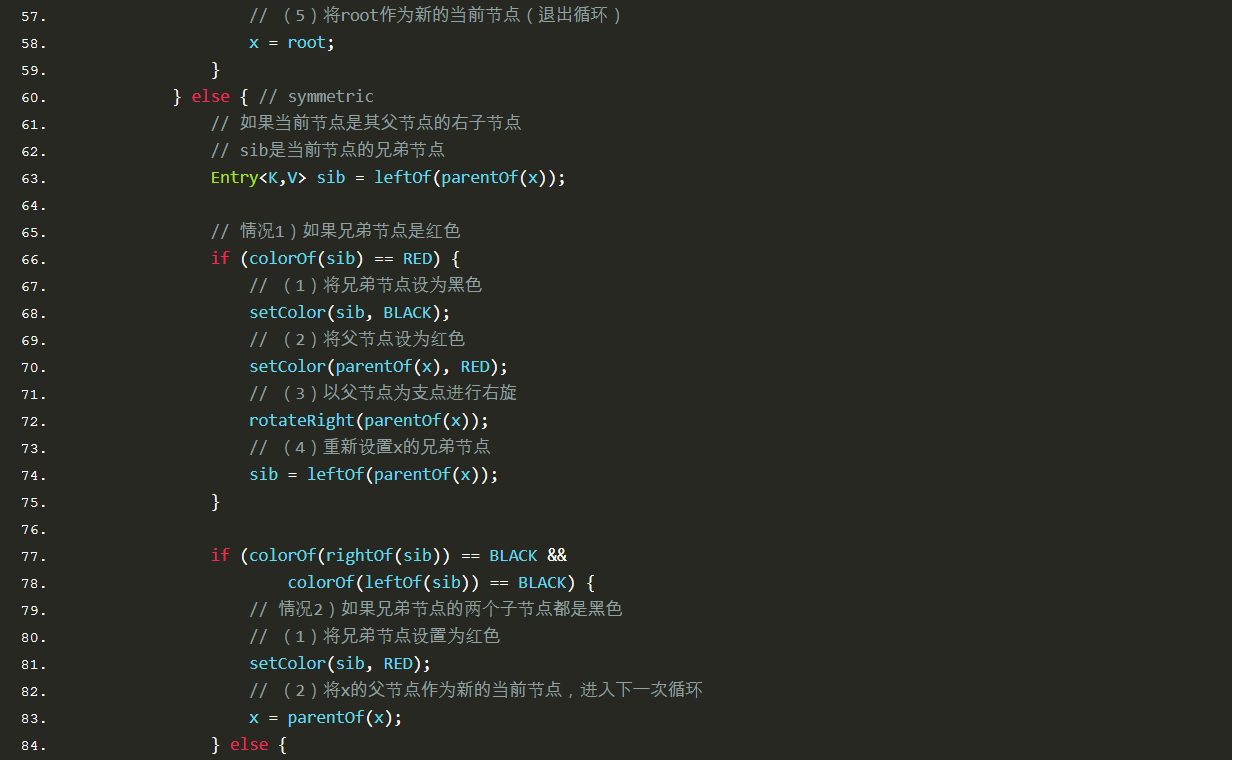 57. // （5）将root作为新的当前节点（退出循环）
58. x = root;
59. }
60. } else { // symmetric
61. // 如果当前节点是其父节点的右子节点
62. // sib是当前节点的兄弟节点
63. Entry<K,V> sib = leftOf(parentOf(x));
64.
65. // 情况1）如果兄弟节点是红色
66. if (colorOf(sib) == RED) {
67. // （1）将兄弟节点设为黑色
68. setColor(sib, BLACK);
69. // （2）将父节点设为红色
70. setColor(parentOf(x), RED);
71. // （3）以父节点为支点进行右旋
72. rotateRight(parentOf(x));
73. // （4）重新设置x的兄弟节点
74. sib = leftOf(parentOf(x));
75. }
76.
77. if (colorOf(rightOf(sib)) == BLACK &&
78. colorOf(leftOf(sib)) == BLACK) {
79. // 情况2）如果兄弟节点的两个子节点都是黑色
80. // （1）将兄弟节点设置为红色
81. setColor(sib, RED);
82. // （2）将x的父节点作为新的当前节点，进入下一次循环
83. x = parentOf(x);
84. } else {